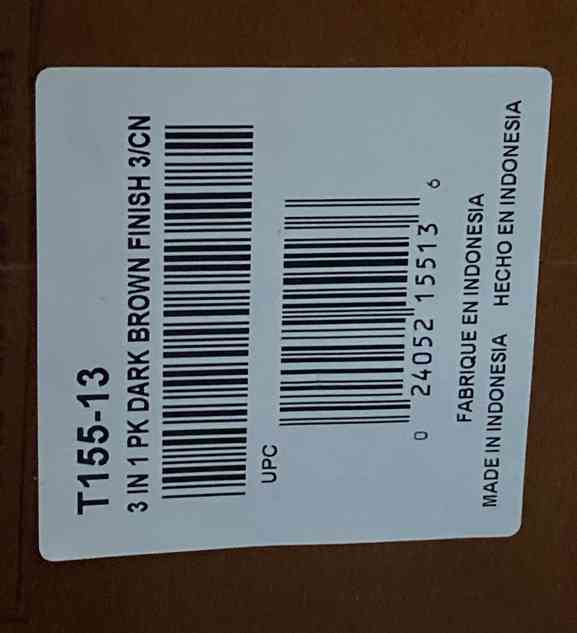 T155-13
3 IN 1 PK DARK BROWN FINISH 3/CN
UPC
0 24052 15513 6
FABRIQUE EN INDONESIA
MADE IN INDONESIA HECHO EN INDONESIA